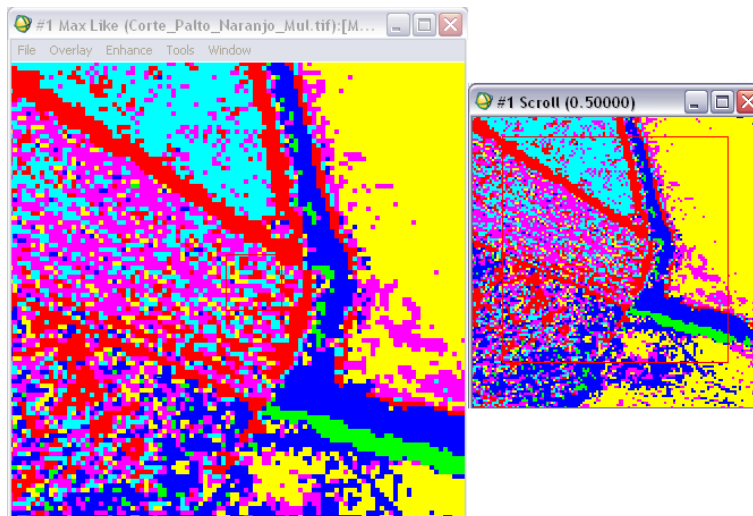 #1 Max Like (Corte_Palto_Naranjo_Mul.tif):[M...
File Overlay Enhance Tools Window
#1 Scroll (0.50000)